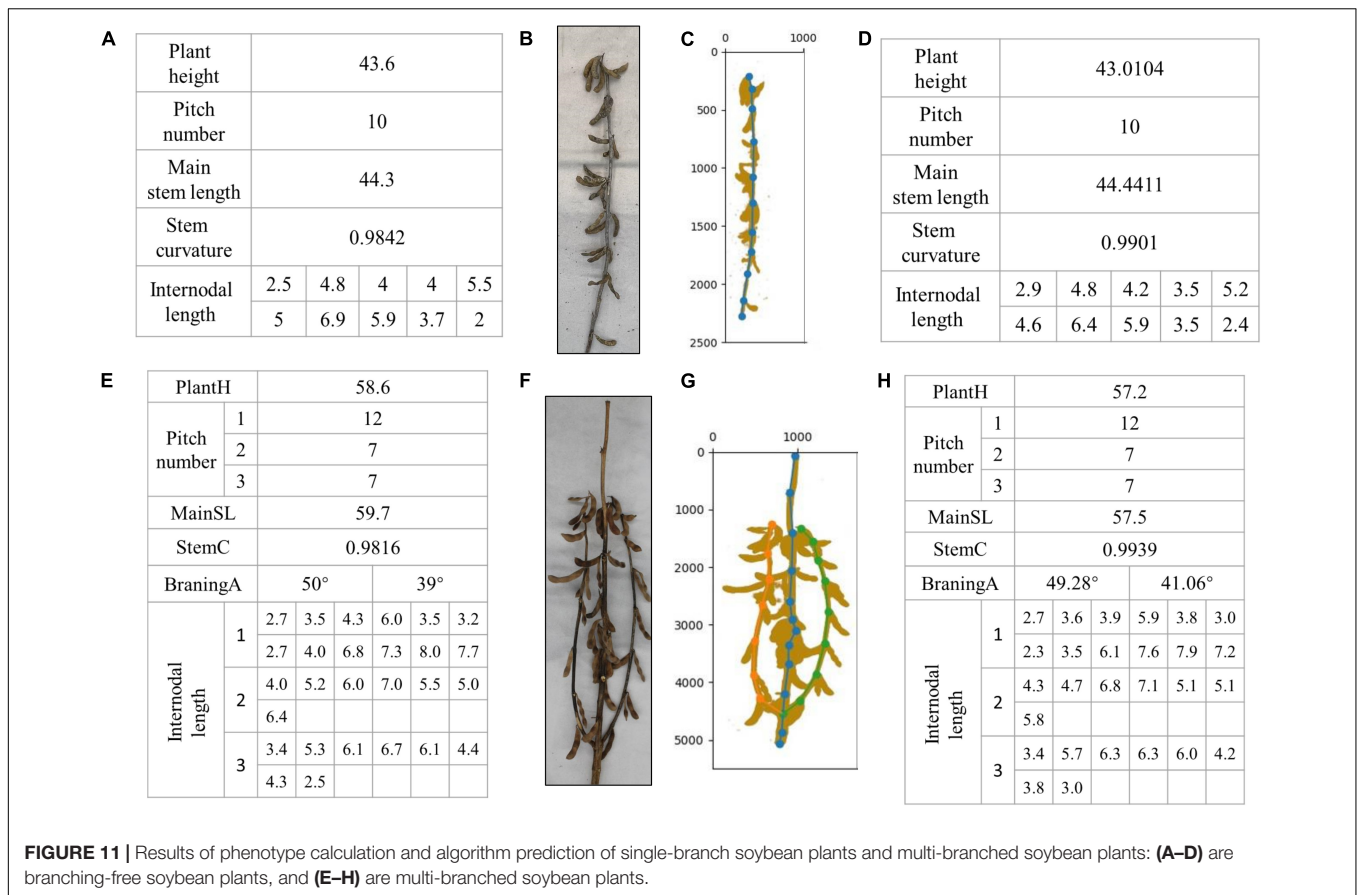 A
Plant height 43.6
Pitch number 10
Main stem length 44.3
Stem curvature 0.9842
Internodal length 2.5 4.8 4 4 5.5
5 6.9 5.9 3.7 2
B
C
0 1000
0
500
1000
1500
2000
2500
D
Plant height 43.0104
Pitch number 10
Main stem length 44.4411
Stem curvature 0.9901
Internodal length 2.9 4.8 4.2 3.5 5.2
4.6 6.4 5.9 3.5 2.4
E
PlantH 58.6
Pitch number 1 12
2 7
3 7
MainSL 59.7
StemC 0.9816
BraningA 50° 39°
Internodal length 1 2.7 3.5 4.3 6.0 3.5 3.2
2.7 4.0 6.8 7.3 8.0 7.7
2 4.0 5.2 6.0 7.0 5.5 5.0
6.4
3 3.4 5.3 6.1 6.7 6.1 4.4
4.3 2.5
F
G
0 1000
0
1000
2000
3000
4000
5000
H
PlantH 57.2
Pitch number 1 12
2 7
3 7
MainSL 57.5
StemC 0.9939
BraningA 49.28° 41.06°
Internodal length 1 2.7 3.6 3.9 5.9 3.8 3.0
2.3 3.5 6.1 7.6 7.9 7.2
2 4.3 4.7 6.8 7.1 5.1 5.1
5.8
3 3.4 5.7 6.3 6.3 6.0 4.2
3.8 3.0
FIGURE 11 | Results of phenotype calculation and algorithm prediction of single-branch soybean plants and multi-branched soybean plants: (A–D) are
branching-free soybean plants, and (E–H) are multi-branched soybean plants.